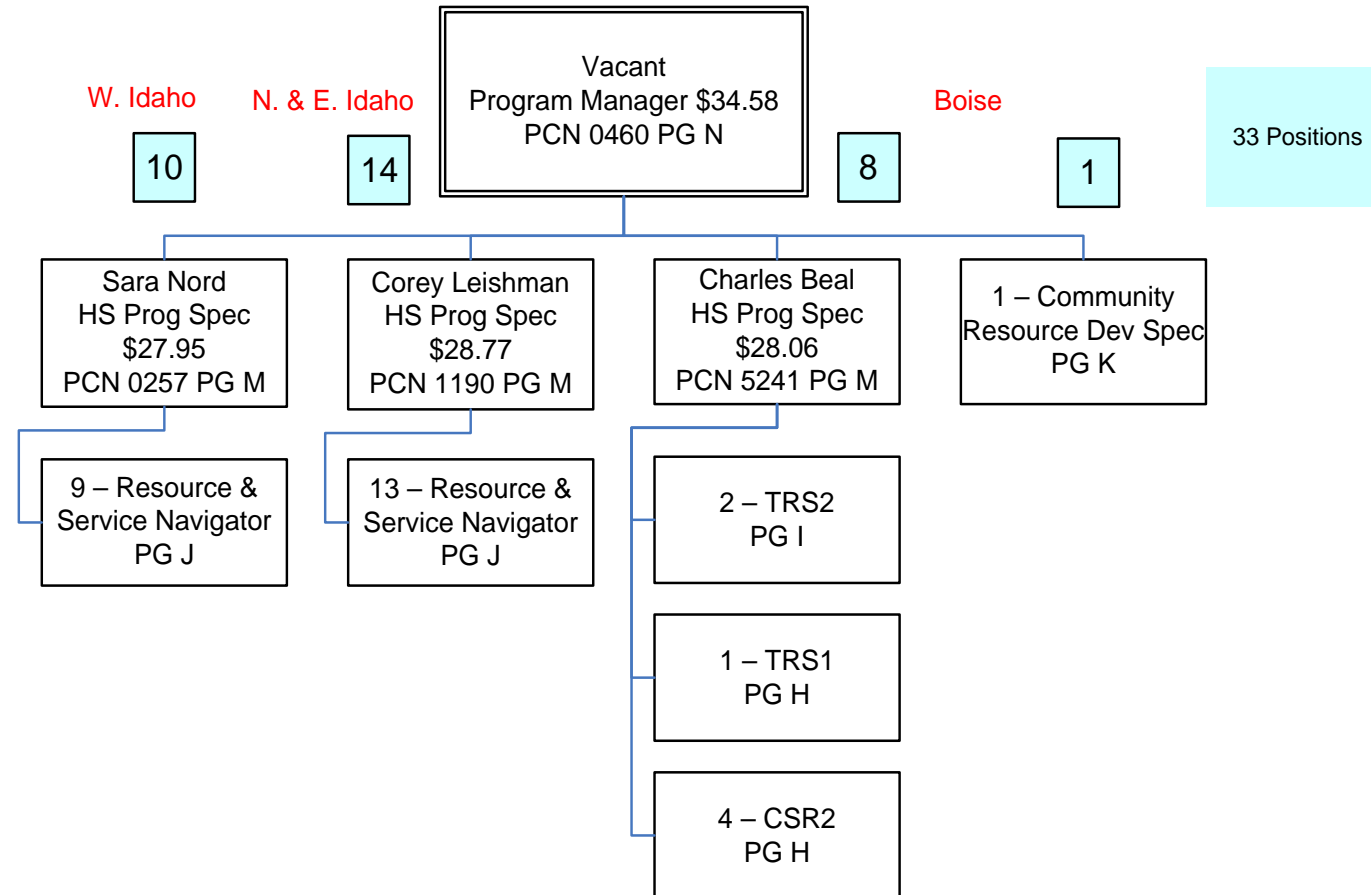 Vacant
Program Manager $34.58
PCN 0460 PG N
W. Idaho
N. & E. Idaho
Boise
10
14
8
1
33 Positions
Sara Nord
HS Prog Spec
$27.95
PCN 0257 PG M
Corey Leishman
HS Prog Spec
$28.77
PCN 1190 PG M
Charles Beal
HS Prog Spec
$28.06
PCN 5241 PG M
1 – Community
Resource Dev Spec
PG K
9 – Resource &
Service Navigator
PG J
13 – Resource &
Service Navigator
PG J
2 – TRS2
PG I
1 – TRS1
PG H
4 – CSR2
PG H